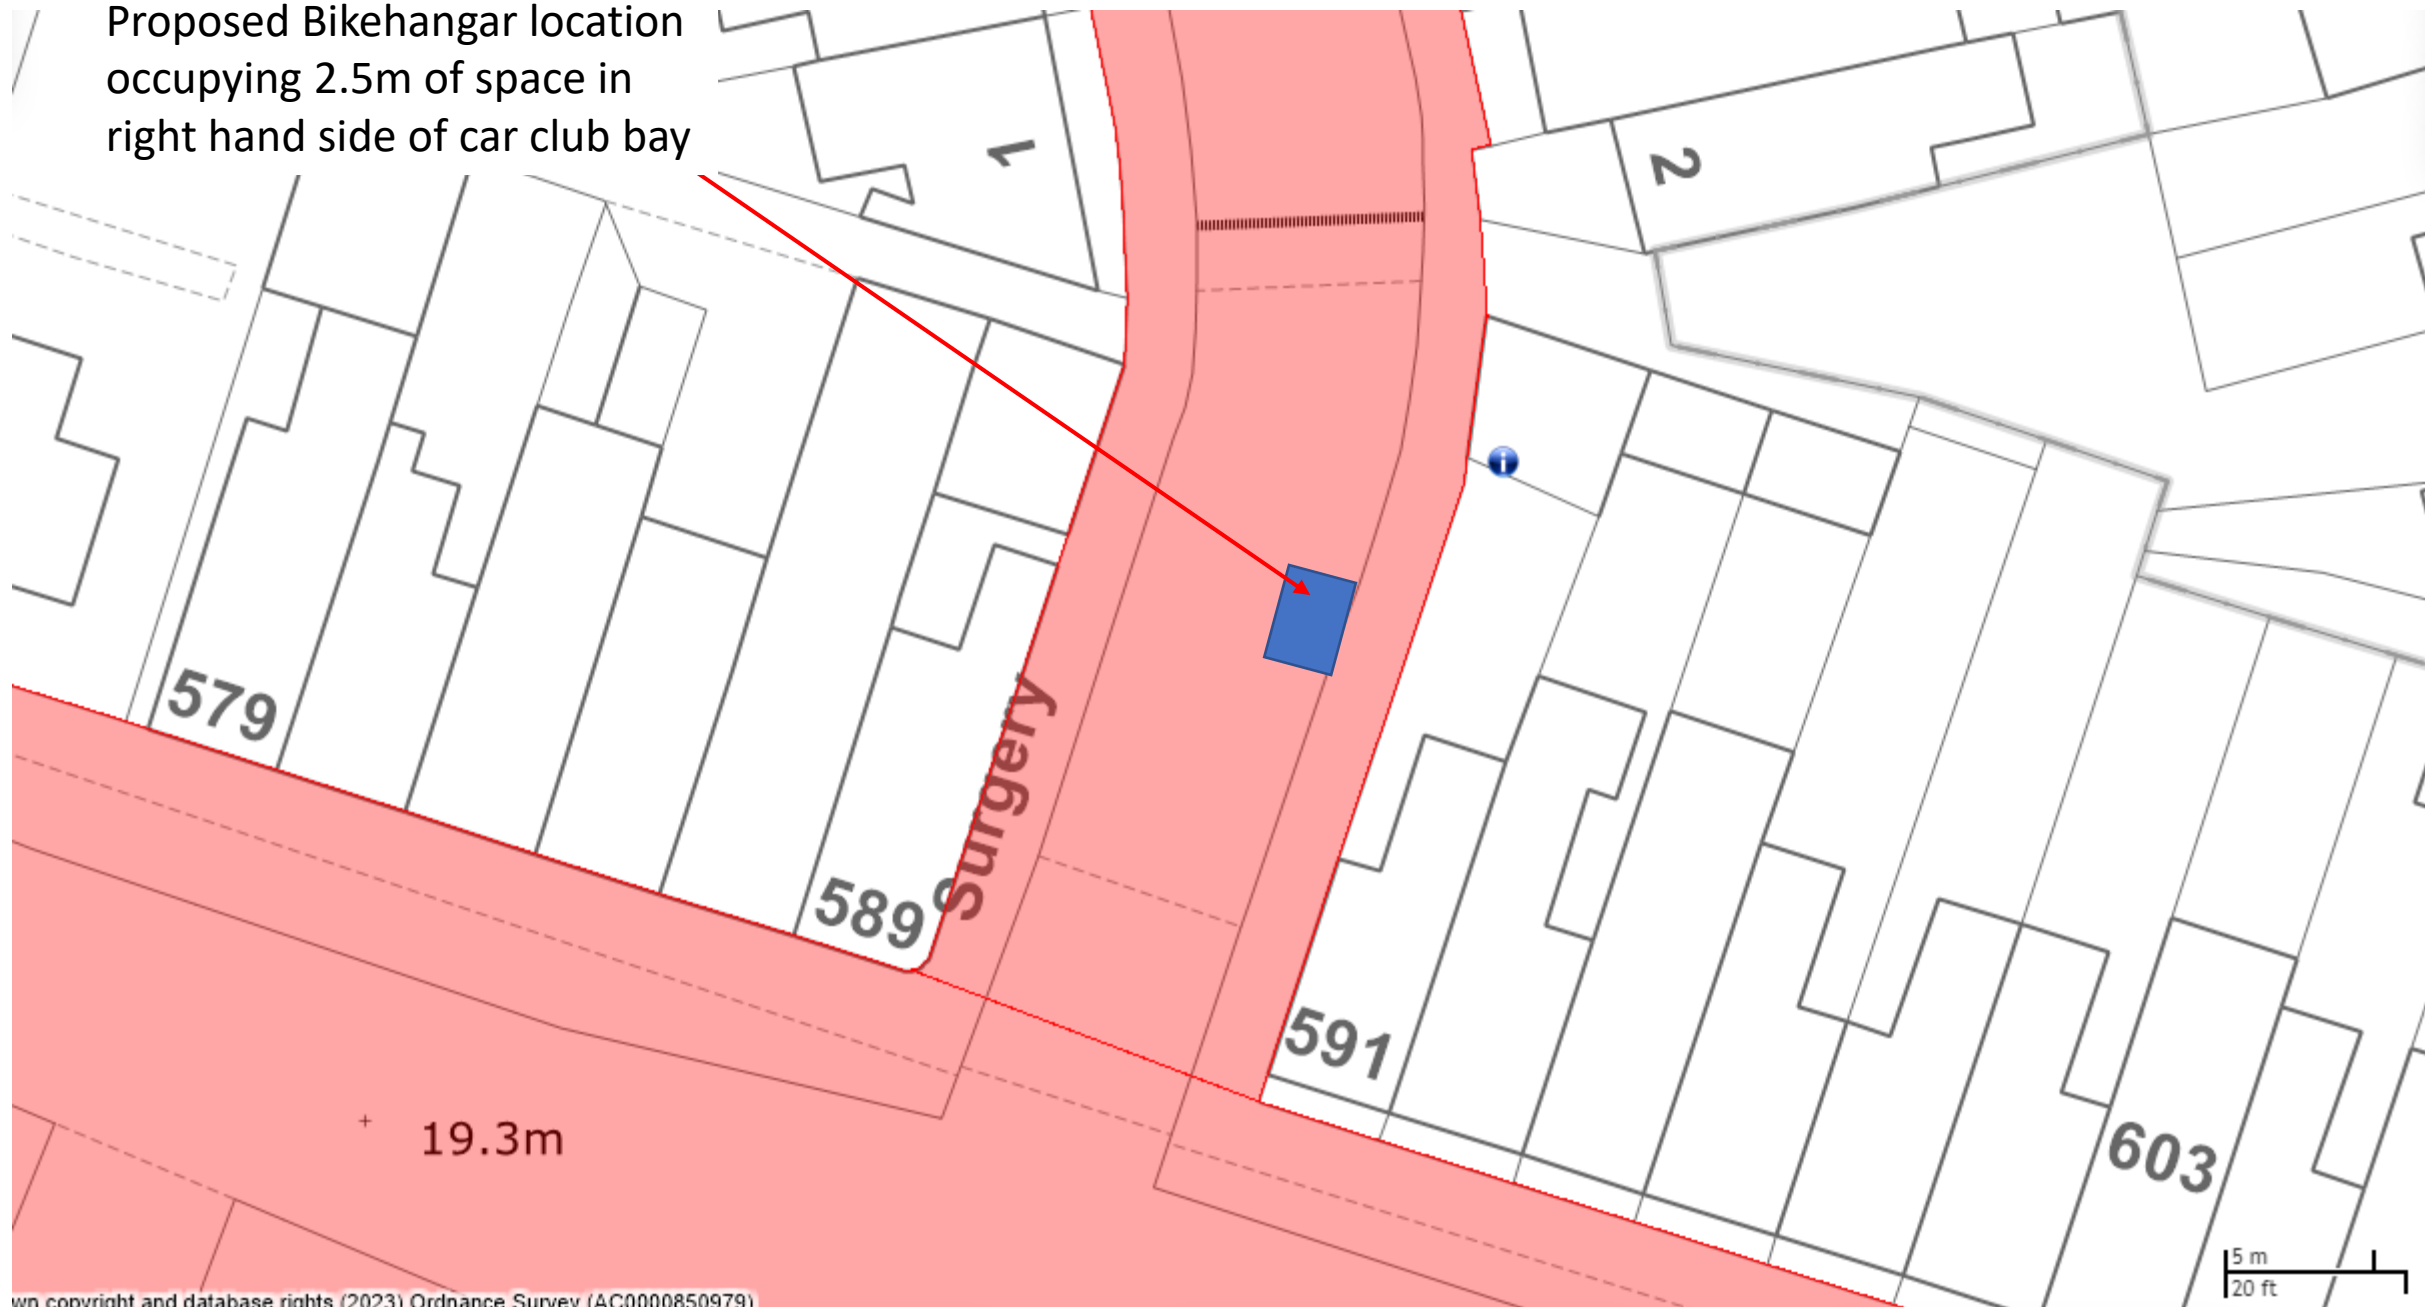 Proposed Bikehangar location
occupying 2.5m of space in
right hand side of car club bay
1
2
i
579
Surgery
589
591
19.3m
603
5 m
20 ft
wn copyright and database rights (2023) Ordnance Survey (AC0000850979)